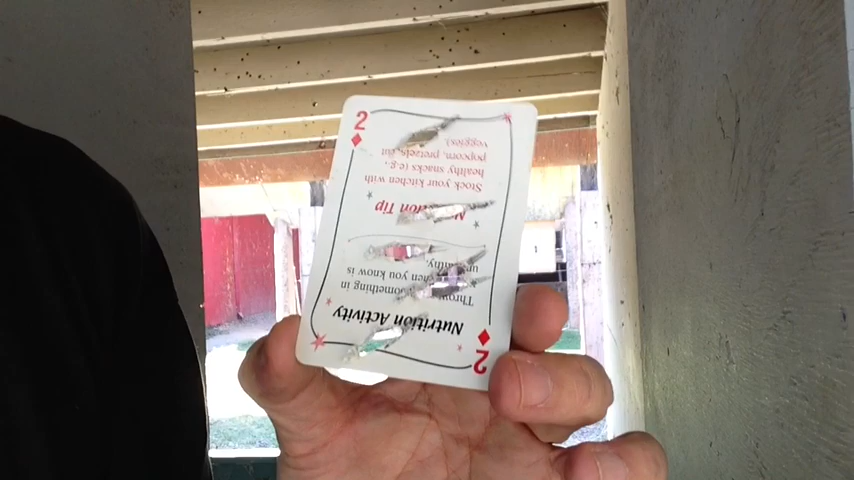 2
Nutrition Activity
something in
you know is
Tip
Stock your kitchen with
healthy snacks (e.g.,
popcorn, pretzels, cut
veggies).
2